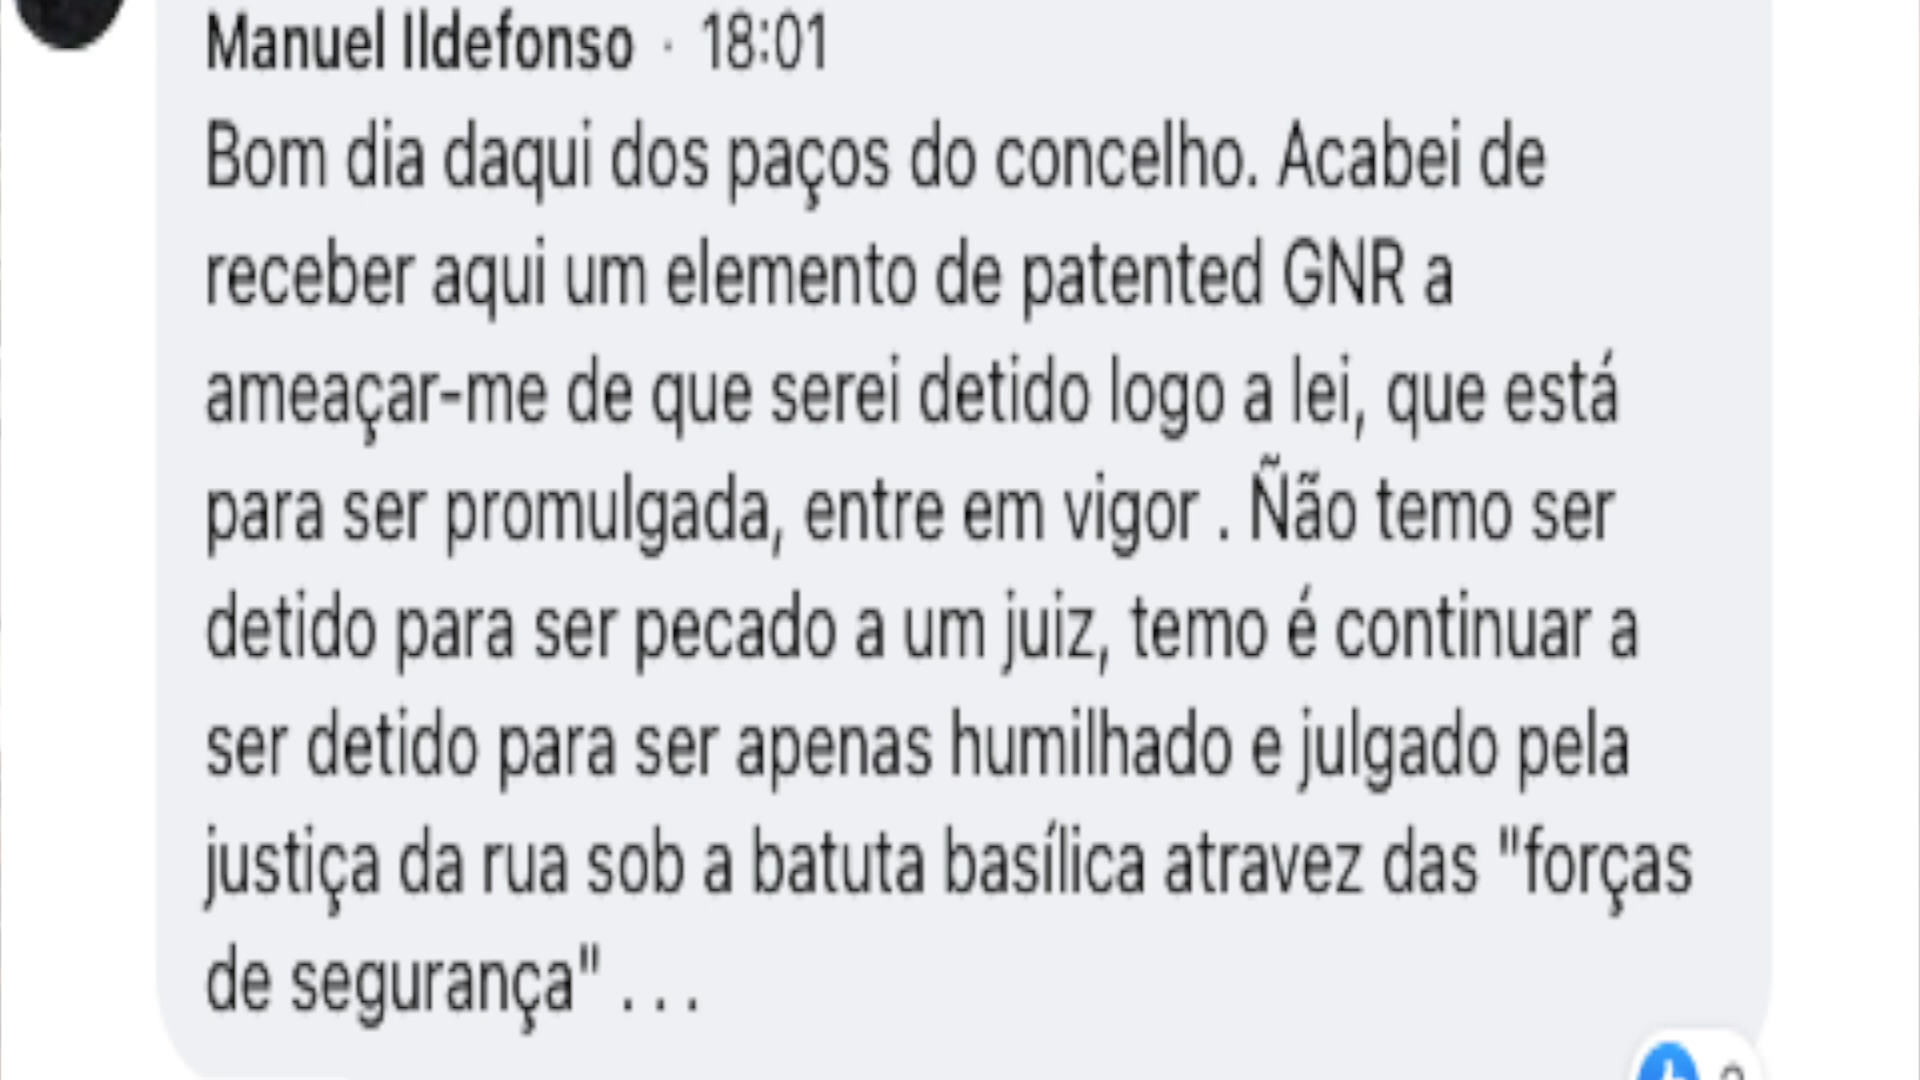 Manuel Ildefonso · 18:01
Bom dia daqui dos paços do concelho. Acabei de
receber aqui um elemento de patented GNR a
ameaçar-me de que serei detido logo a lei, que está
para ser promulgada, entre em vigor . Ñão temo ser
detido para ser pecado a um juiz, temo é continuar a
ser detido para ser apenas humilhado e julgado pela
justiça da rua sob a batuta basílica atravez das "forças
de segurança" . . .